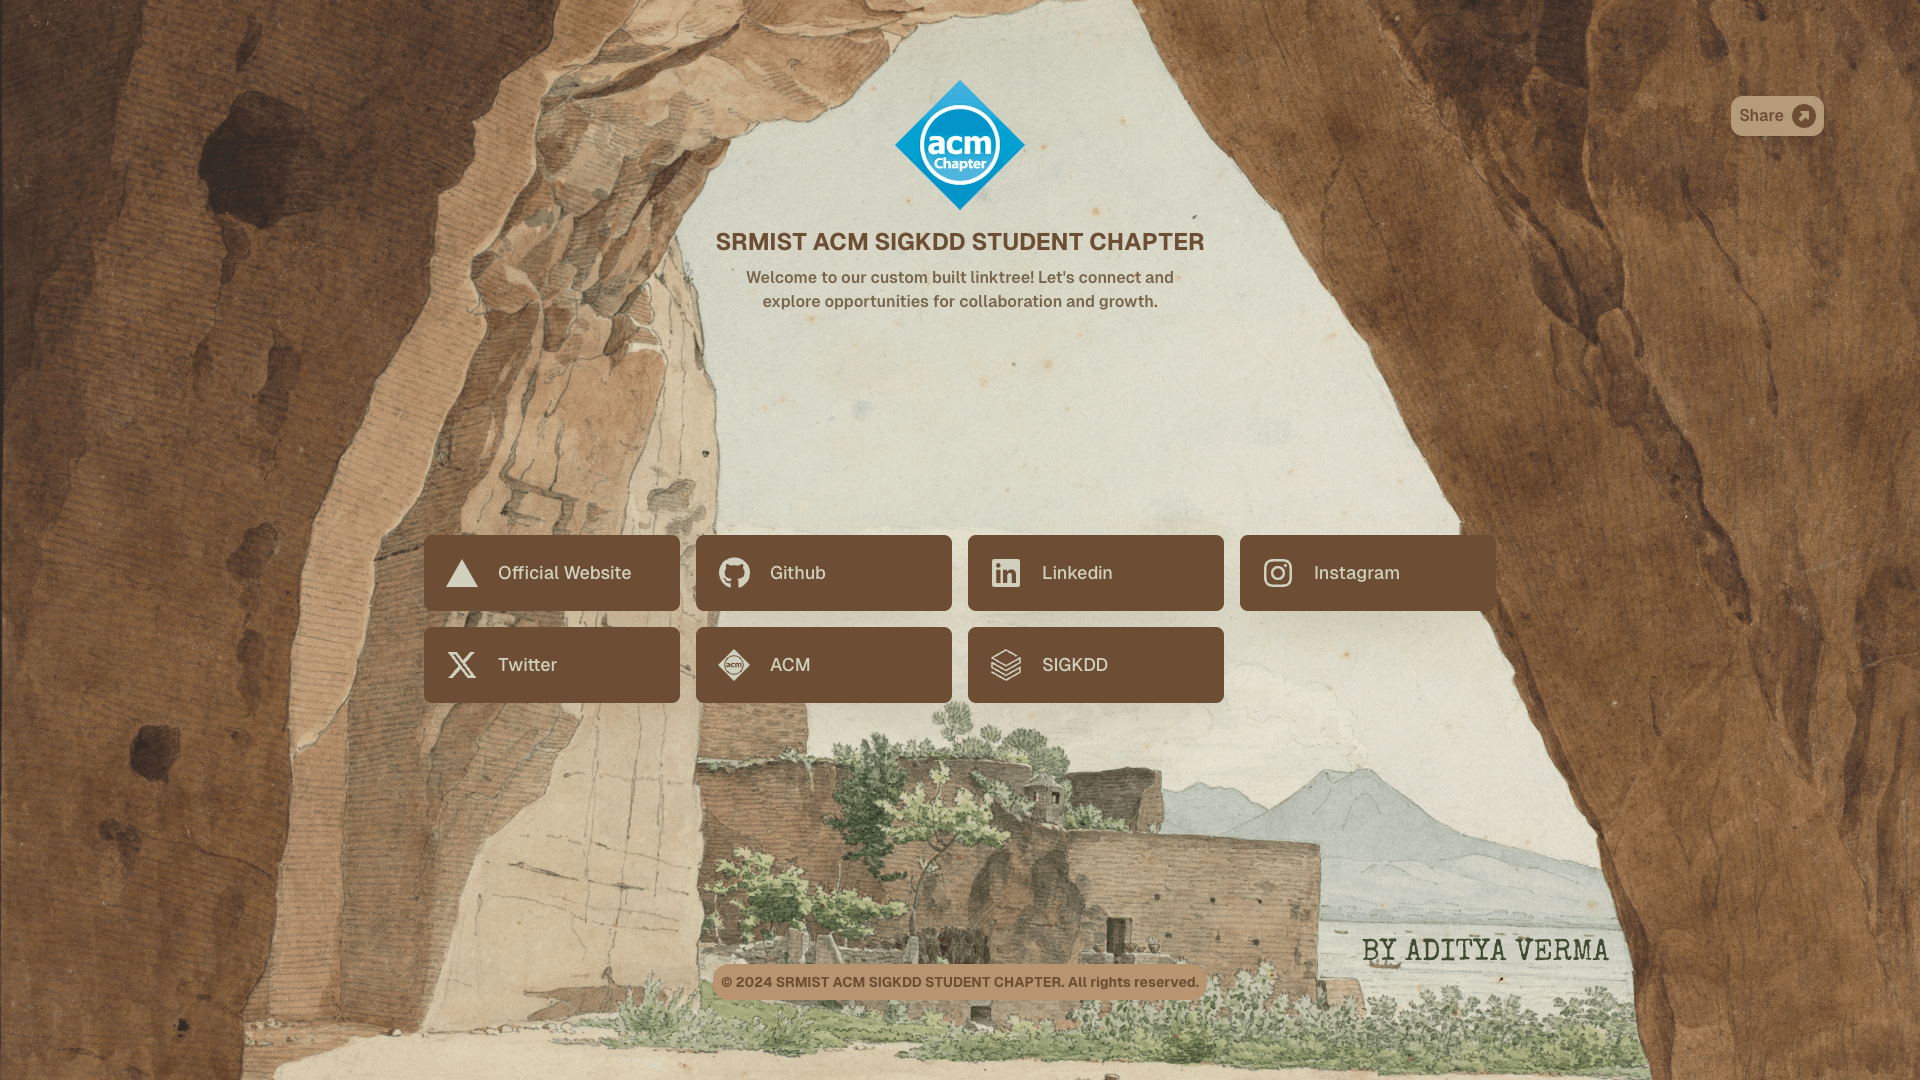 acm
Chapter
Share
SRMIST ACM SIGKDD STUDENT CHAPTER
Welcome to our custom built linktree! Let's connect and
explore opportunities for collaboration and growth.
Official Website
Github
Linkedin
Instagram
Twitter
acm
ACM
SIGKDD
BY ADITYA VERMA
© 2024 SRMIST ACM SIGKDD STUDENT CHAPTER. All rights reserved.